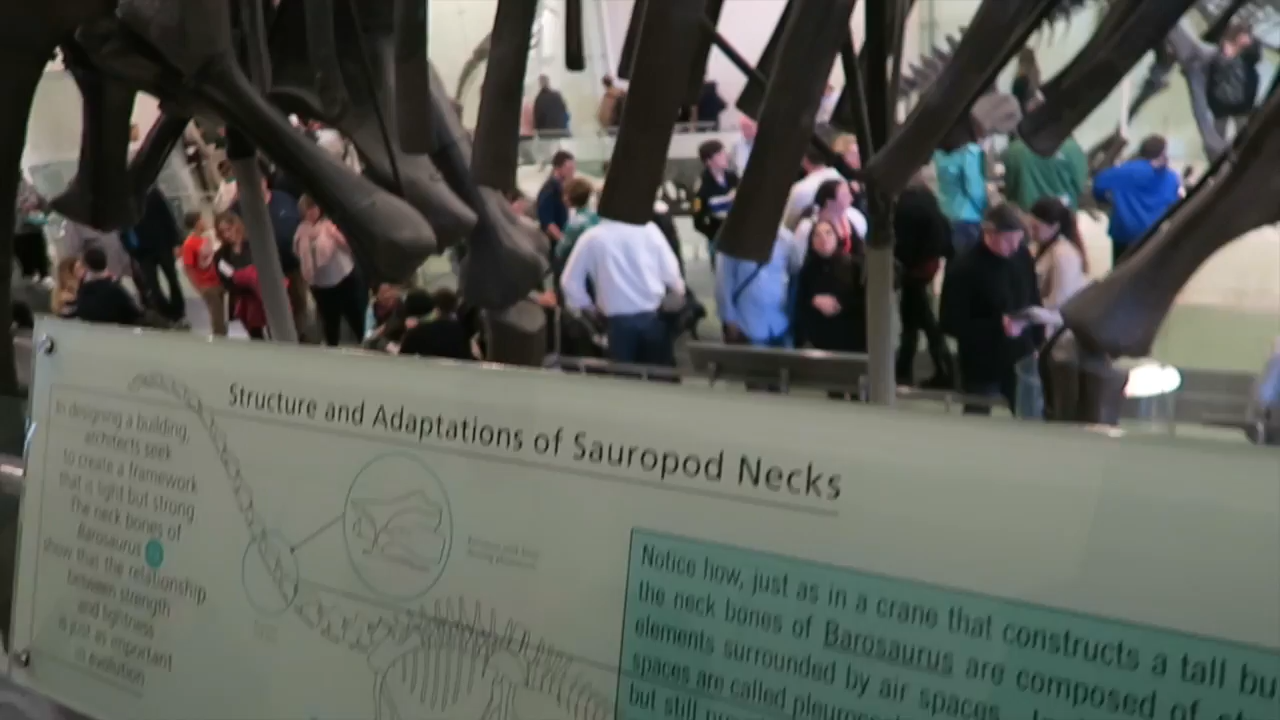 Structure and Adaptations of Sauropod Necks
In designing a building,
architects seek
to create a framework
that is light but strong
The neck bones of
Barosaurus
show that the relationship
between strength
and lightness
is just as important
in evolution
Notice how, just as in a crane that constructs a tall bu
the neck bones of Barosaurus are composed of
elements surrounded by air spaces.
spaces are called
but still